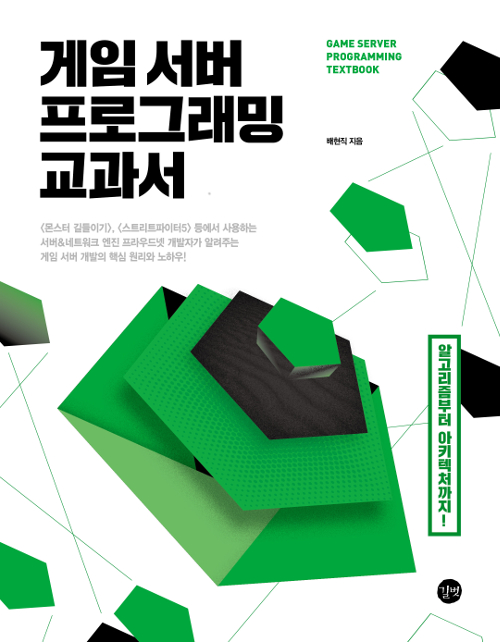 게임 서버
프로그래밍
교과서
GAME SERVER
PROGRAMMING
TEXTBOOK
배현직 지음
<몬스터 길들이기>, <스트리트파이터5> 등에서 사용하는
서버&네트워크 엔진 프라우드넷 개발자가 알려주는
게임 서버 개발의 핵심 원리와 노하우!
알고리즘부터 아키텍처까지!
길벗